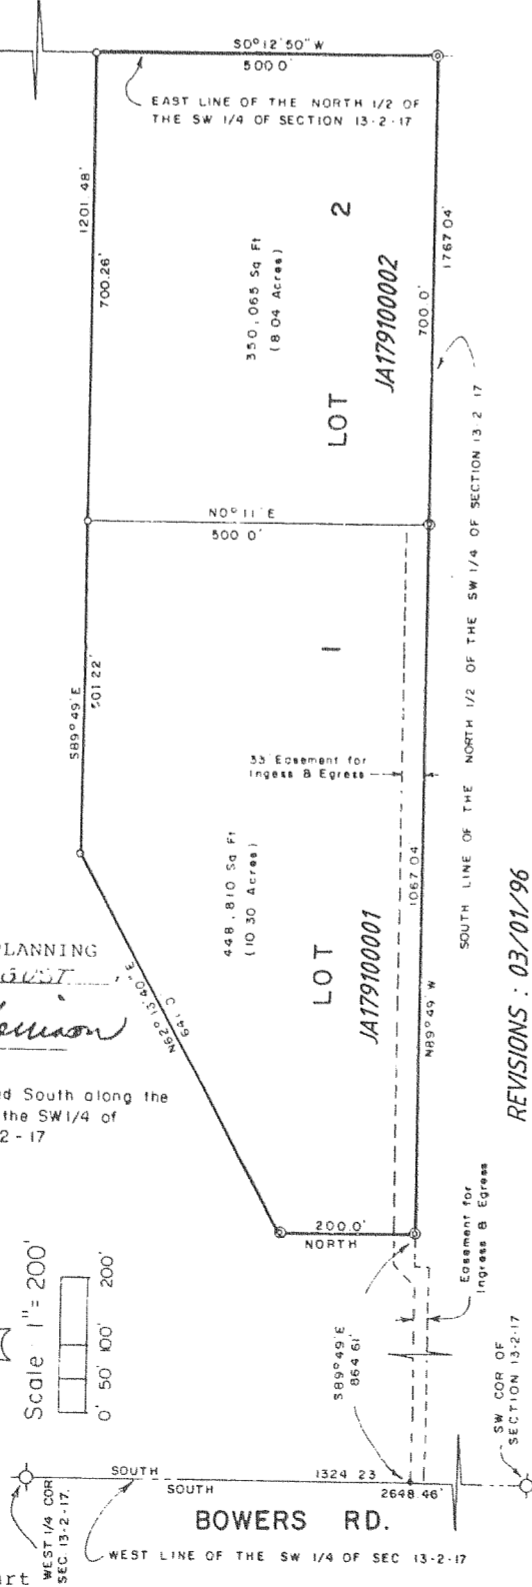 S0°12'50" W
500.0'
EAST LINE OF THE NORTH 1/2 OF
THE SW 1/4 OF SECTION 13-2-17
1201.48'
700.26'
350,065 Sq Ft
(8.04 Acres)
LOT 2
JA179100002
700.0'
1767.04'
N0° 11' E
500.0'
SOUTH LINE OF THE NORTH 1/2 OF THE SW 1/4 OF SECTION 13 2 17
S89° 49' E
501.22'
33' Easement for
Ingess & Egress
448,810 Sq Ft
(10.30 Acres)
LOT 1
JA179100001
1067.04'
N89° 49' W
N62° 13' 40" E
PLANNING
d South along the
the SW1/4 of
2 - 17
REVISIONS : 03/01/96
200.0'
NORTH
Easement for
Ingress & Egress
Scale 1" = 200'
0' 50' 100' 200'
S89° 49' E
864.61'
SW COR OF
SECTION 13-2-17
WEST 1/4 COR
SEC. 13-2-17.
SOUTH 1324.23
SOUTH 2648.46'
BOWERS RD.
WEST LINE OF THE SW 1/4 OF SEC 13-2-17